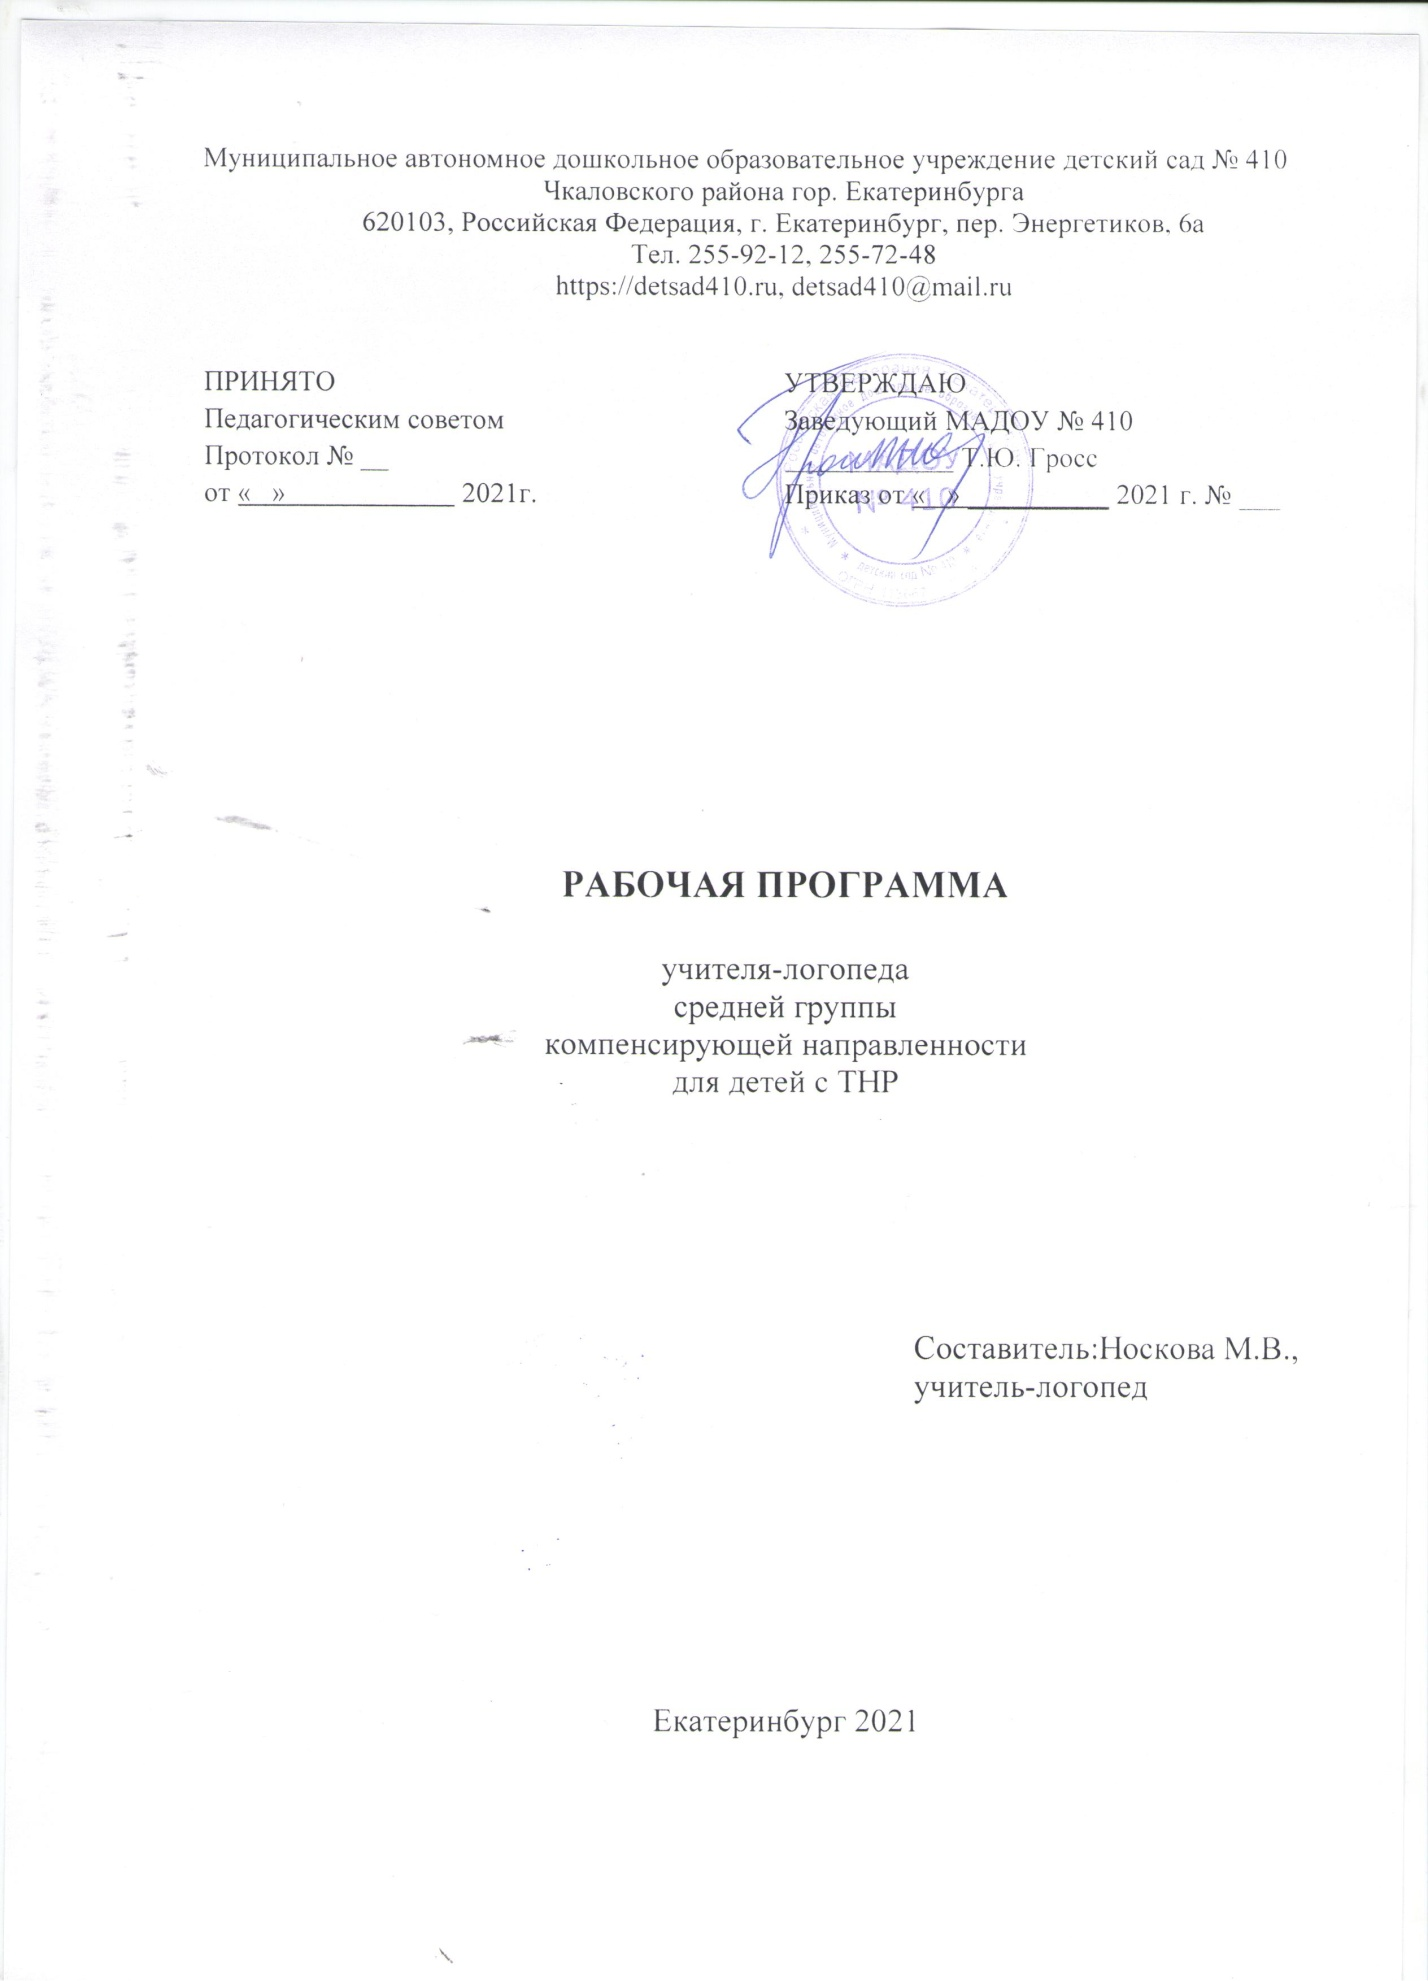 Муниципальное автономное дошкольное образовательное учреждение детский сад № 410
Чкаловского района гор. Екатеринбурга
620103, Российская Федерация, г. Екатеринбург, пер. Энергетиков, 6а
Тел. 255-92-12, 255-72-48
https://detsad410.ru, detsad410@mail.ru
ПРИНЯТО
Педагогическим советом
Протокол № __
от «__» _______________ 2021г.
УТВЕРЖДАЮ
Заведующий МАДОУ № 410
____________ Т.Ю. Гросс
Приказ от «__» __________ 2021 г. № ___
№ 410
РАБОЧАЯ ПРОГРАММА
учителя-логопеда
средней группы
компенсирующей направленности
для детей с ТНР
Составитель:Носкова М.В.,
учитель-логопед
Екатеринбург 2021